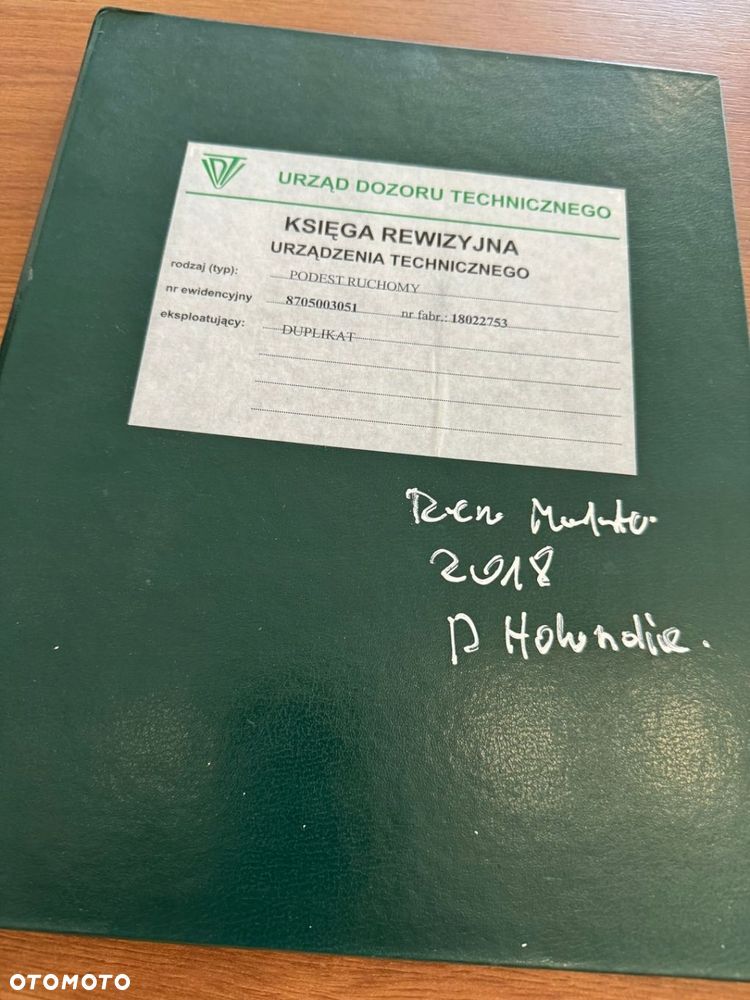 UDT
URZĄD DOZORU TECHNICZNEGO
KSIĘGA REWIZYJNA
URZĄDZENIA TECHNICZNEGO
rodzaj (typ): PODEST RUCHOMY
nr ewidencyjny 8705003051 nr fabr.: 18022753
eksploatujący: DUPLIKAT
2018
OTOMOTO